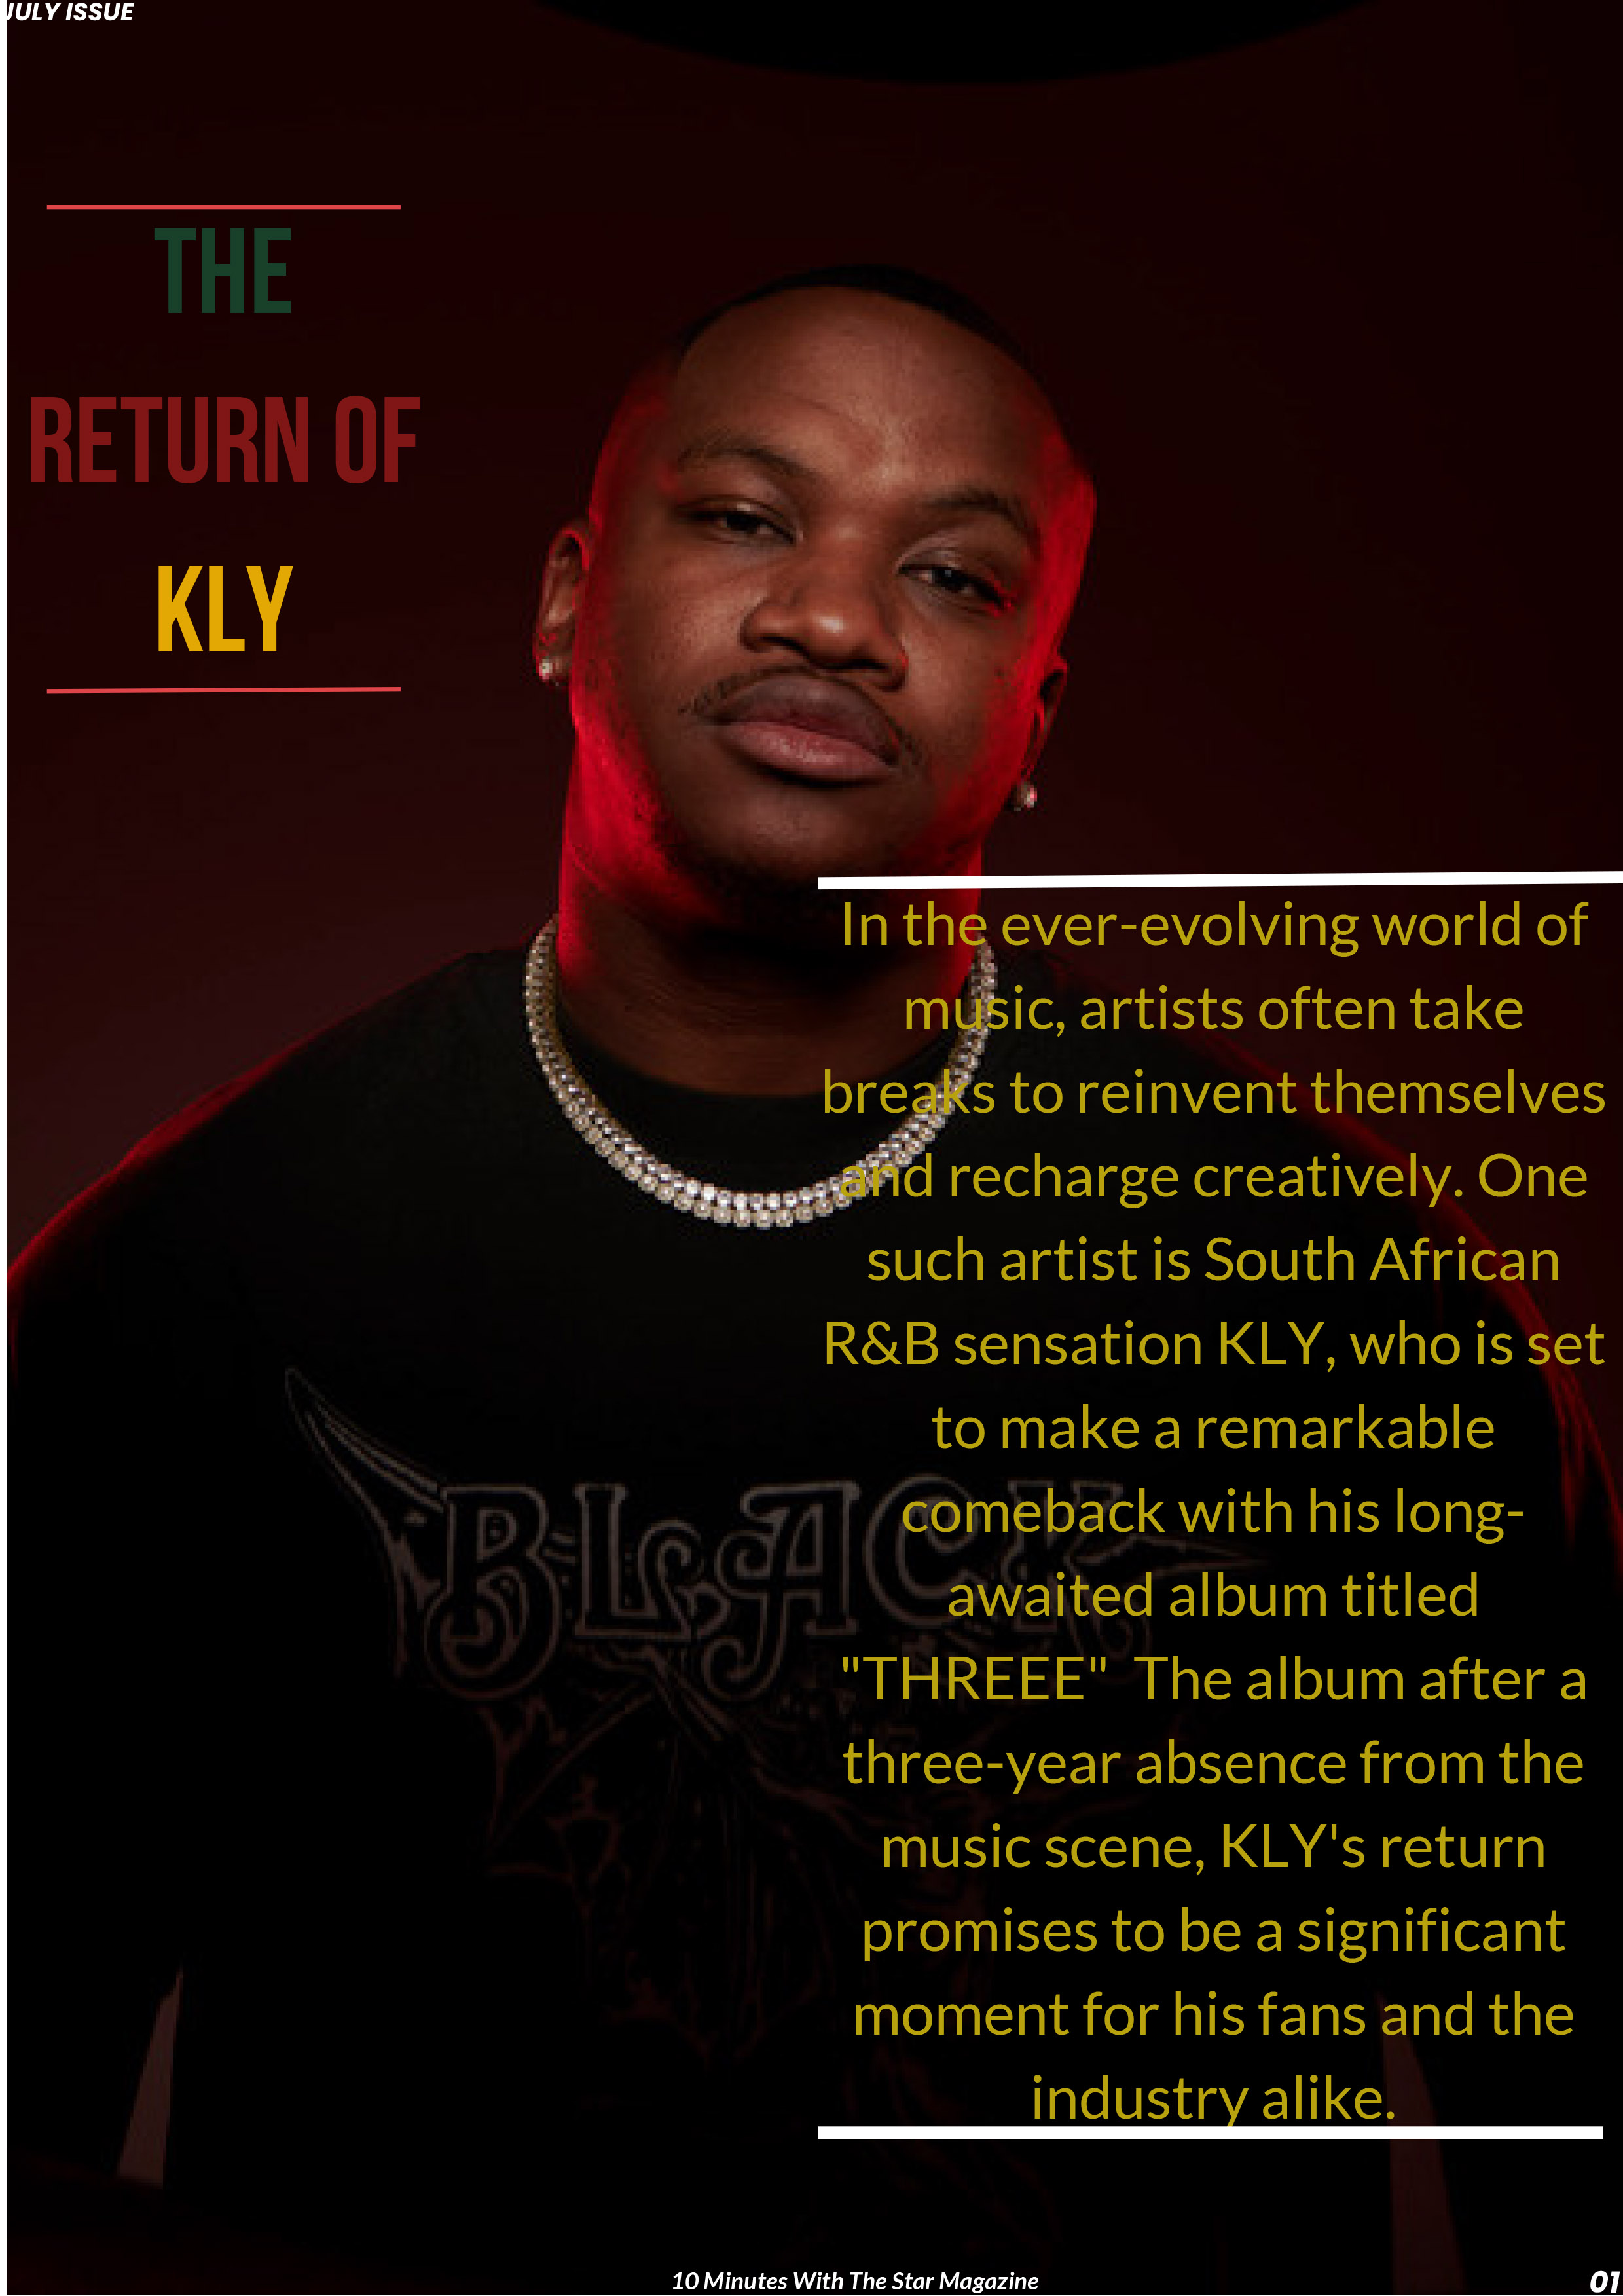 JULY ISSUE
THE
RETURN OF
KLY
In the ever-evolving world of
music, artists often take
breaks to reinvent themselves
and recharge creatively. One
such artist is South African
R&B sensation KLY, who is set
to make a remarkable
comeback with his long-
awaited album titled
"THREEE"  The album after a
three-year absence from the
music scene, KLY's return
promises to be a significant
moment for his fans and the
industry alike.
BLACK
10 Minutes With The Star Magazine
01